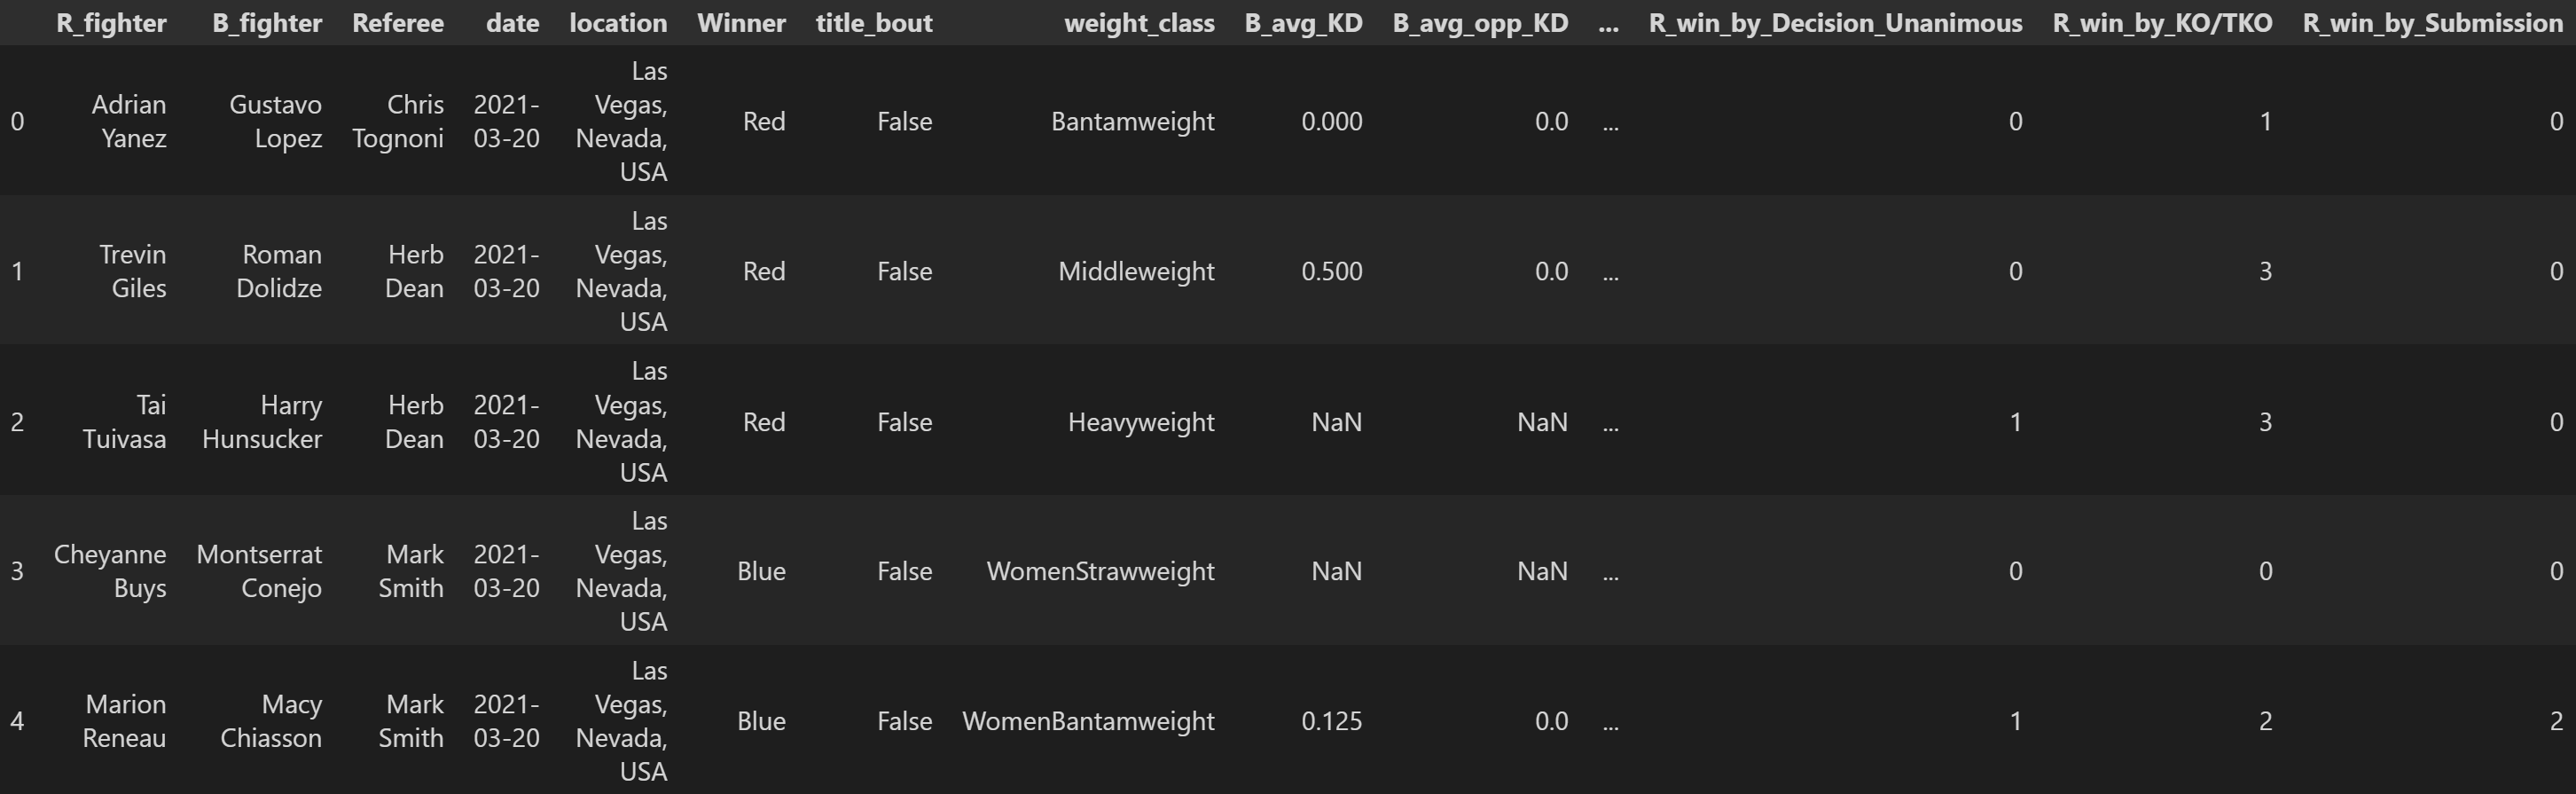 R_fighter B_fighter Referee date location Winner title_bout weight_class B_avg_KD B_avg_opp_KD ... R_win_by_Decision_Unanimous R_win_by_KO/TKO R_win_by_Submission
0 Adrian Yanez Gustavo Lopez Chris Tognoni 2021-03-20 Las Vegas, Nevada, USA Red False Bantamweight 0.000 0.0 ... 0 1 0
1 Trevin Giles Roman Dolidze Herb Dean 2021-03-20 Las Vegas, Nevada, USA Red False Middleweight 0.500 0.0 ... 0 3 0
2 Tai Tuivasa Harry Hunsucker Herb Dean 2021-03-20 Las Vegas, Nevada, USA Red False Heavyweight NaN NaN ... 1 3 0
3 Cheyanne Buys Montserrat Conejo Mark Smith 2021-03-20 Las Vegas, Nevada, USA Blue False WomenStrawweight NaN NaN ... 0 0 0
4 Marion Reneau Macy Chiasson Mark Smith 2021-03-20 Las Vegas, Nevada, USA Blue False WomenBantamweight 0.125 0.0 ... 1 2 2